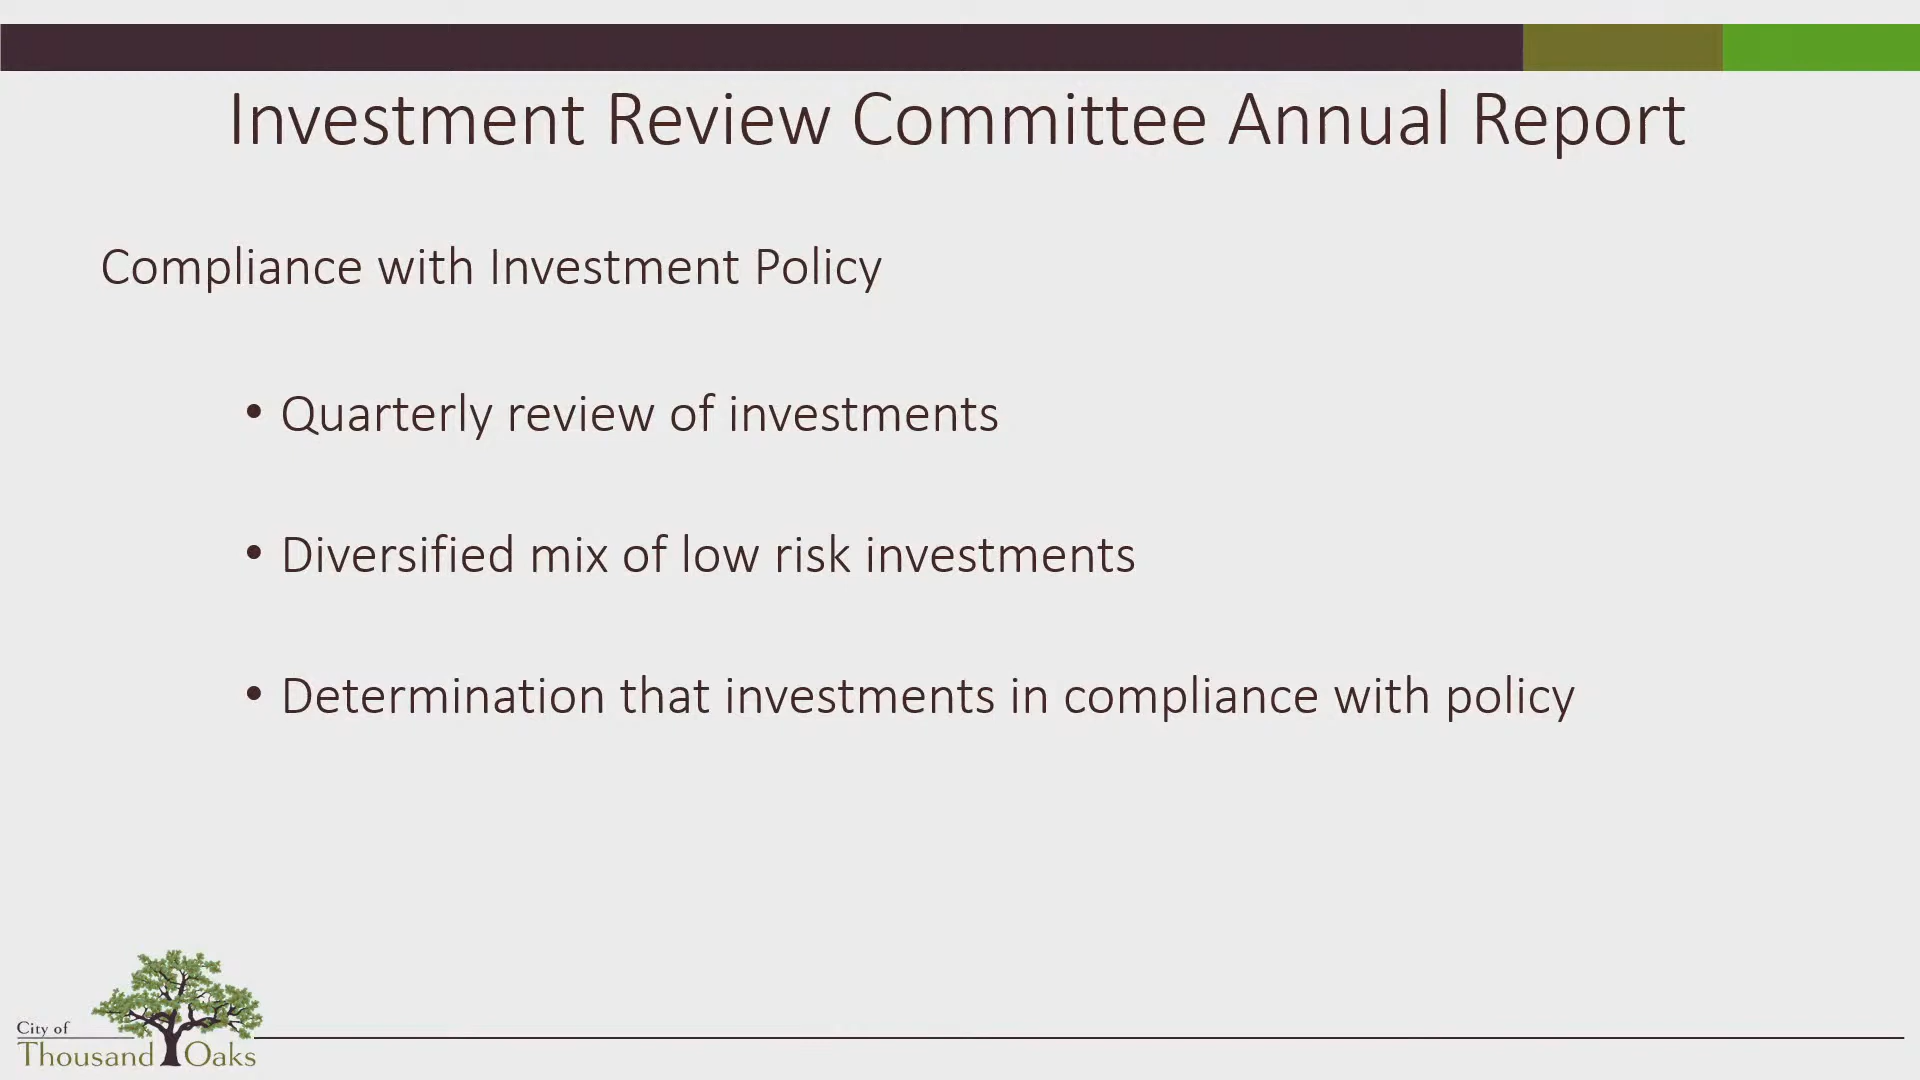 Investment Review Committee Annual Report
Compliance with Investment Policy
• Quarterly review of investments
• Diversified mix of low risk investments
• Determination that investments in compliance with policy
City of
Thousand Oaks